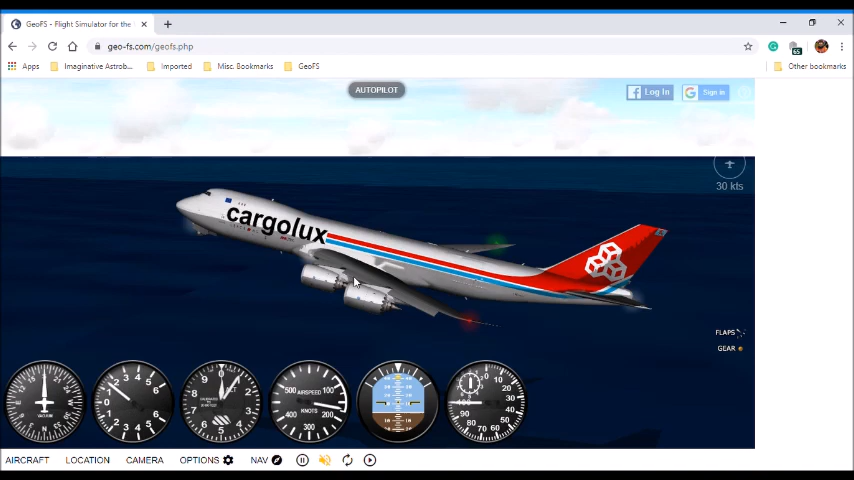 GeoFS - Flight Simulator for the
geo-fs.com/geofs.php
Apps Imaginative Astrob... Imported Misc. Bookmarks GeoFS Other bookmarks
AUTOPILOT
Log In Sign in
30 kts
cargolux
FLAPS
GEAR
AIRSPEED
KNOTS
500 100
400 200
300
ALT
AIRCRAFT LOCATION CAMERA OPTIONS NAV